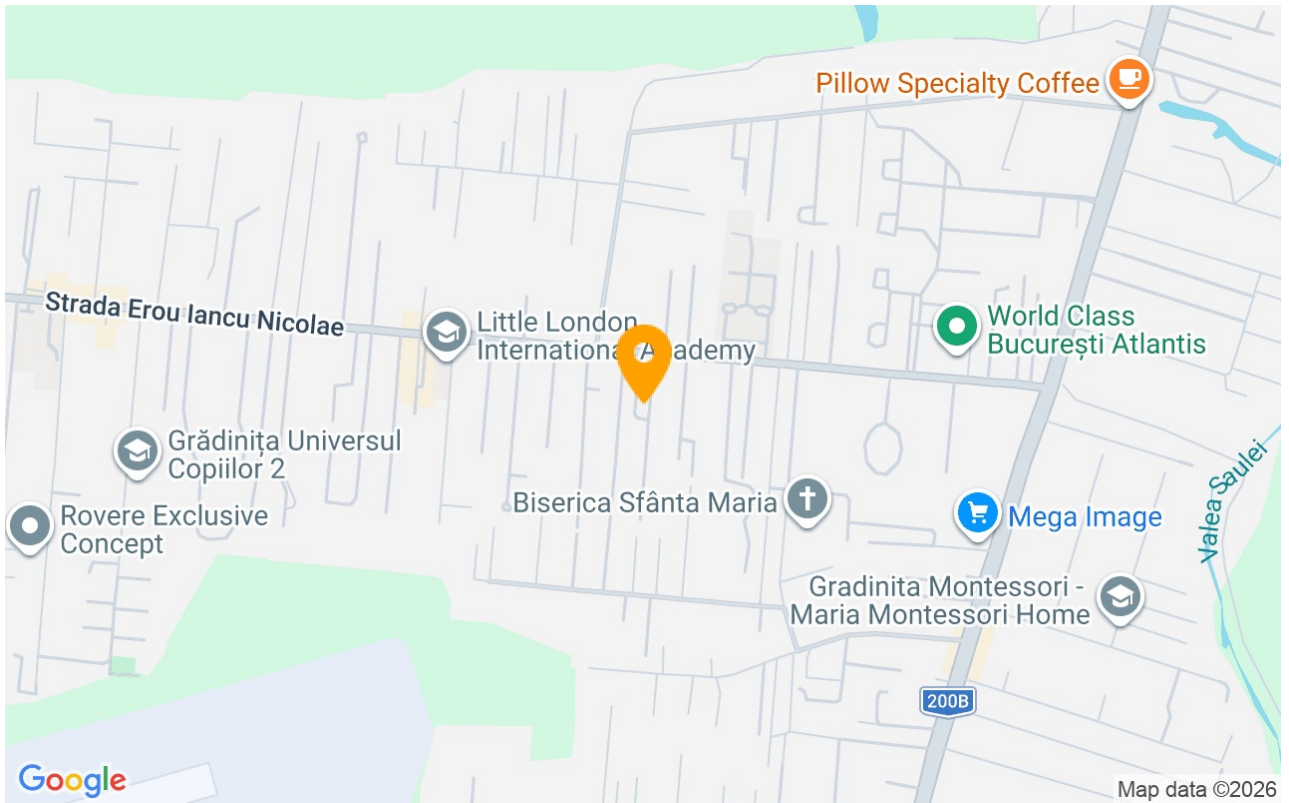 Pillow Specialty Coffee
Strada Erou Iancu Nicolae
Little London
International Academy
World Class
București Atlantis
Grădinița Universul
Copiilor 2
Biserica Sfânta Maria
Rovere Exclusive
Concept
Mega Image
Valea Saulei
Gradinita Montessori -
Maria Montessori Home
200B
Google
Map data ©2026